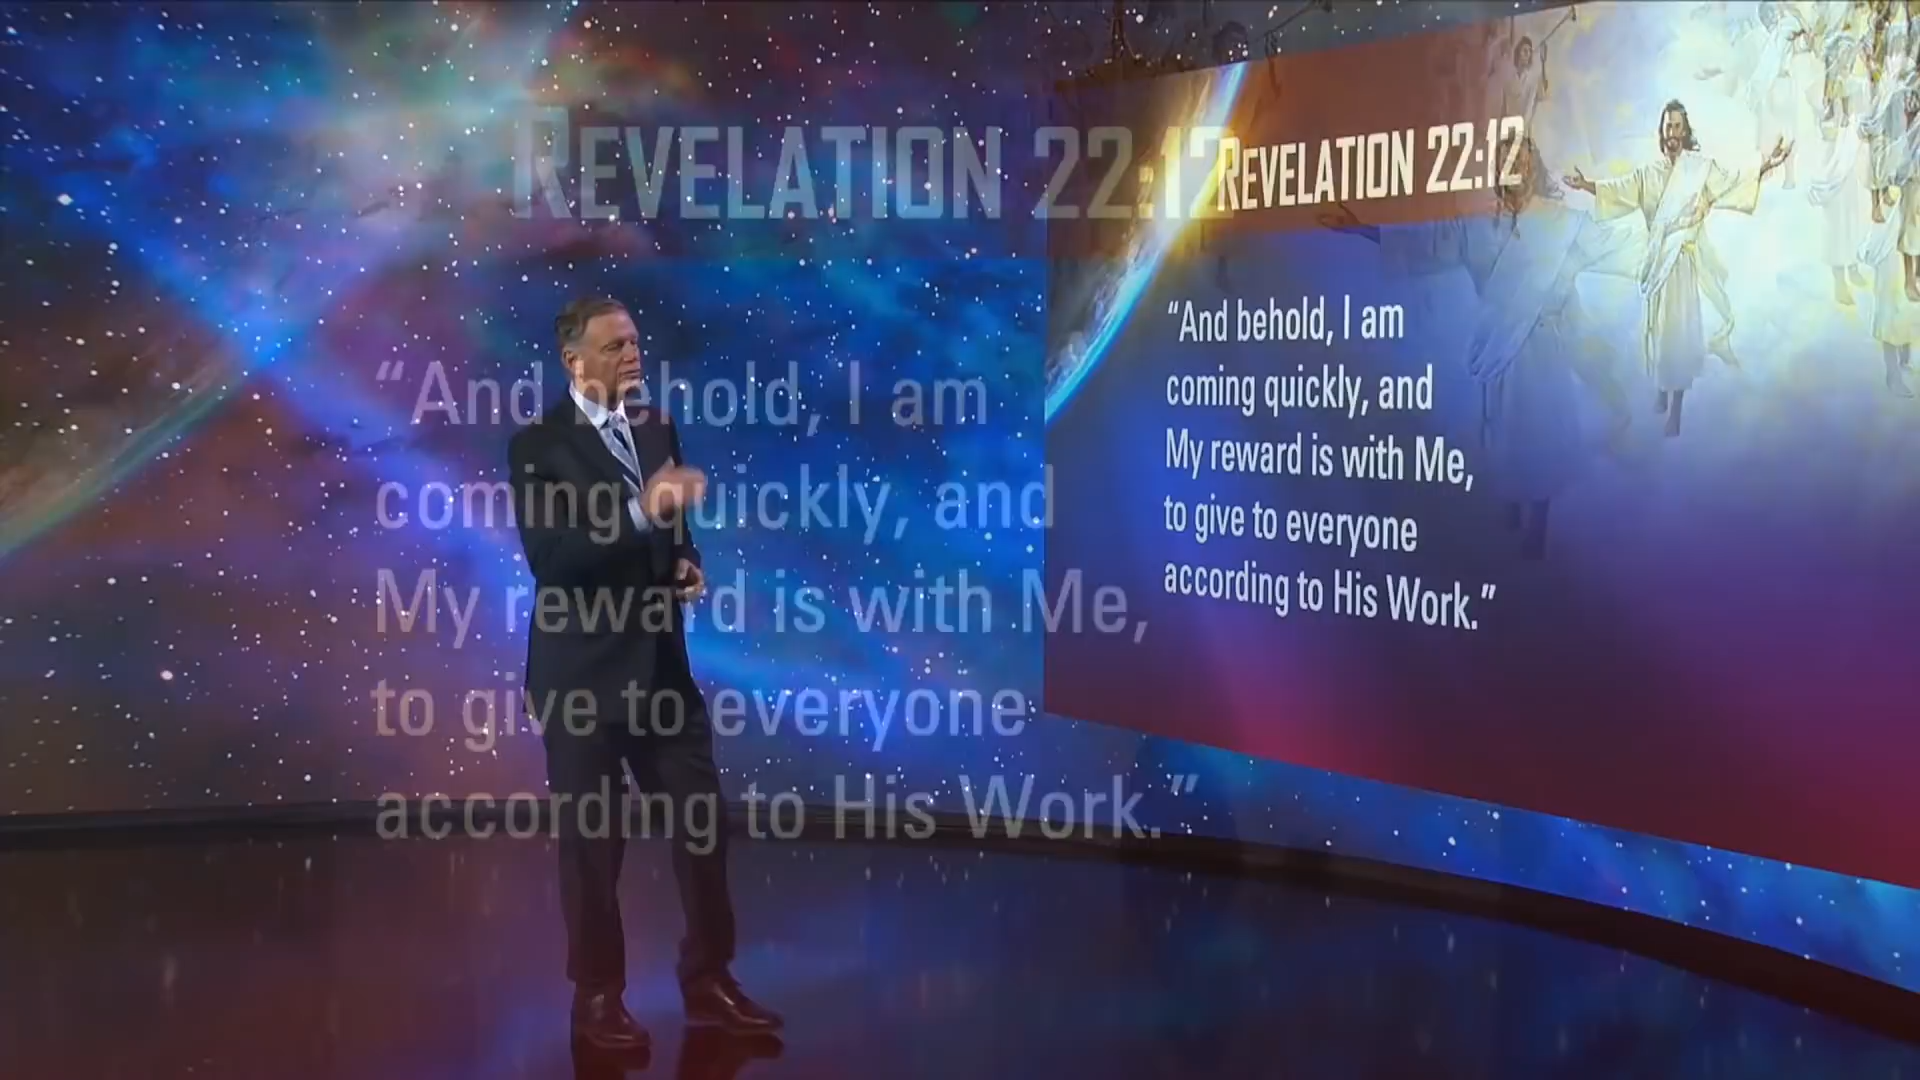 REVELATION 22:12
“And behold, I am
coming quickly, and
My reward is with Me,
to give to everyone
according to His Work.”
REVELATION 22:12
“And behold, I am
coming quickly, and
My reward is with Me,
to give to everyone
according to His Work.”